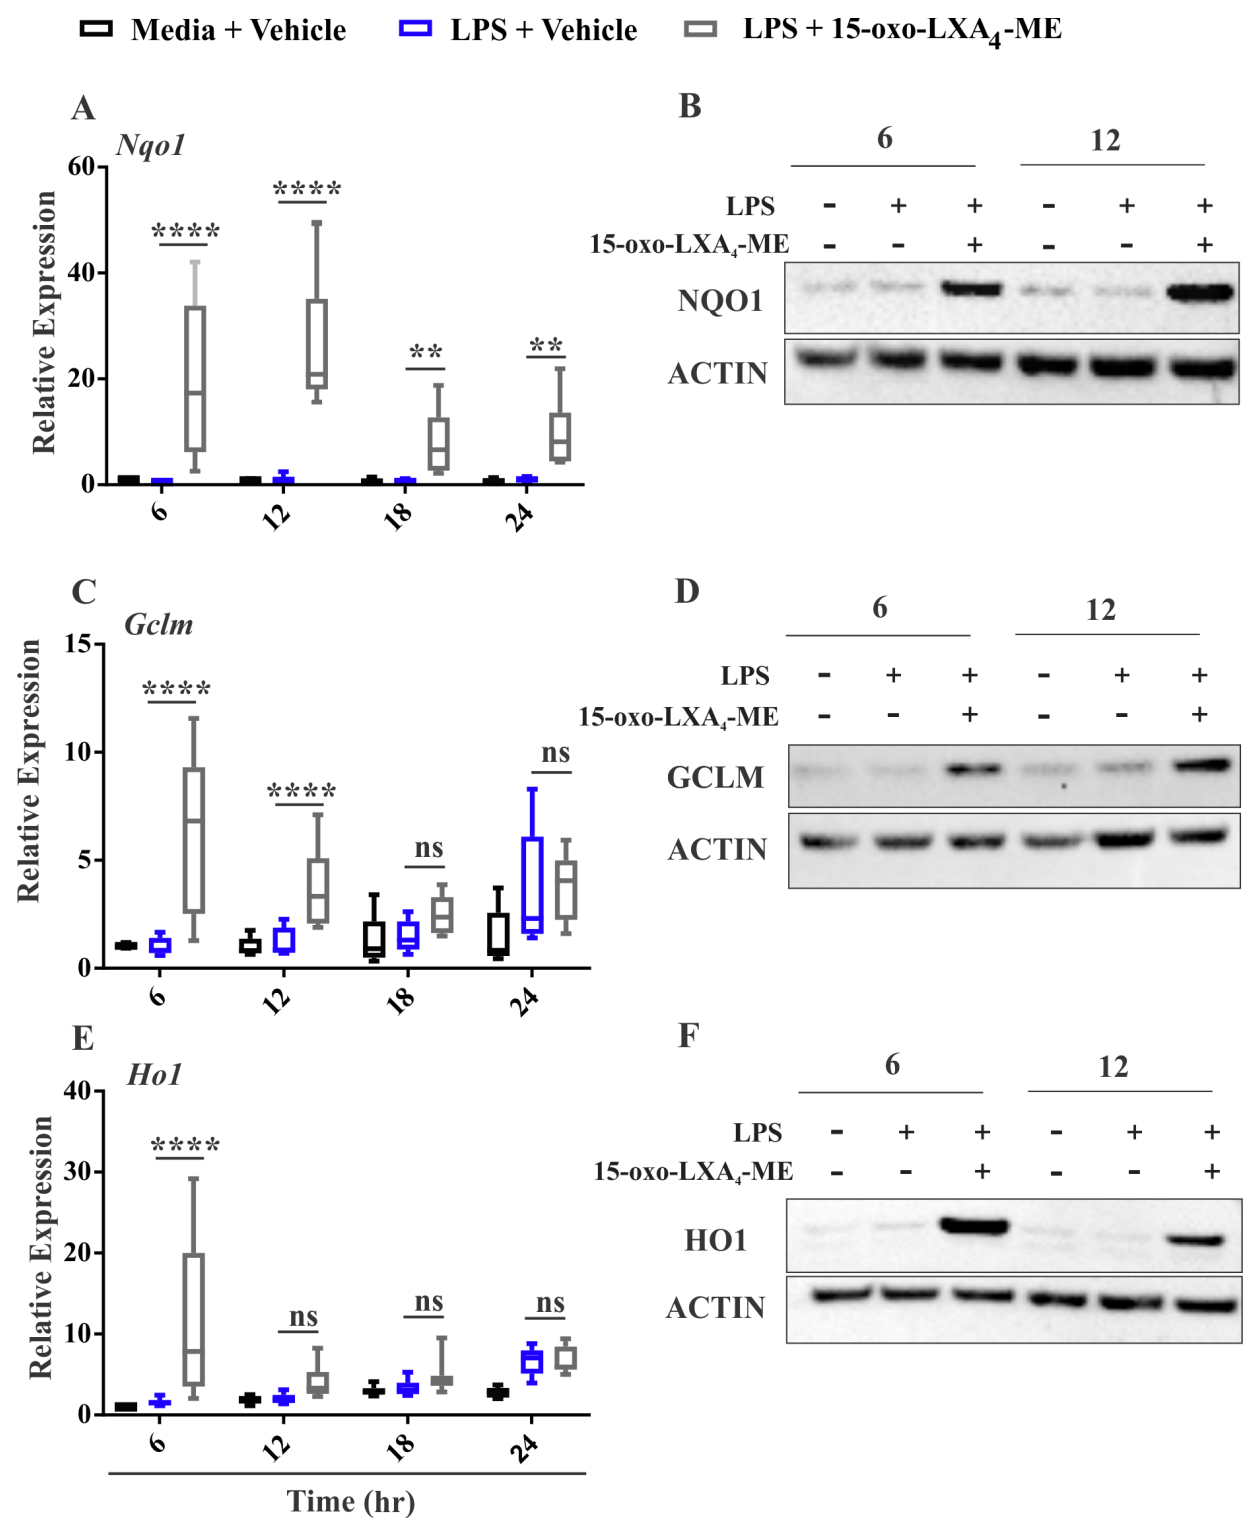 Media + Vehicle LPS + Vehicle LPS + 15-oxo-LXA4-ME
A
Nqo1
Relative Expression
60
40
20
0
**** **** ** **
6 12 18 24
B
6 12
LPS - + + - + +
15-oxo-LXA4-ME - - + - - +
NQO1
ACTIN
C
Gclm
Relative Expression
15
10
5
0
**** **** ns ns
6 12 18 24
D
6 12
LPS - + + - + +
15-oxo-LXA4-ME - - + - - +
GCLM
ACTIN
E
Ho1
Relative Expression
40
30
20
10
0
**** ns ns ns
6 12 18 24
Time (hr)
F
6 12
LPS - + + - + +
15-oxo-LXA4-ME - - + - - +
HO1
ACTIN